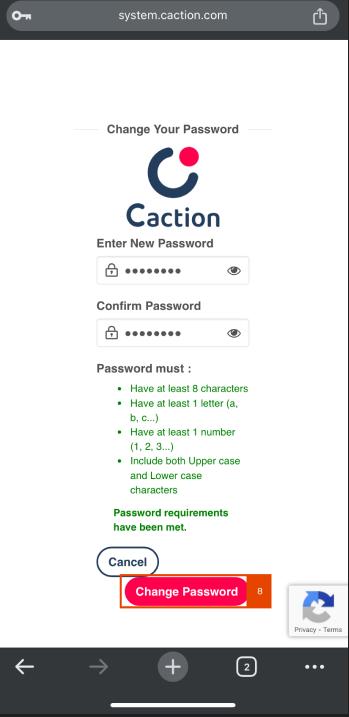 system.caction.com
Change Your Password
Caction
Enter New Password
••••••••
Confirm Password
••••••••
Password must :
• Have at least 8 characters
• Have at least 1 letter (a,
b, c...)
• Have at least 1 number
(1, 2, 3...)
• Include both Upper case
and Lower case
characters
Password requirements
have been met.
Cancel
Change Password 8
Privacy - Terms
2